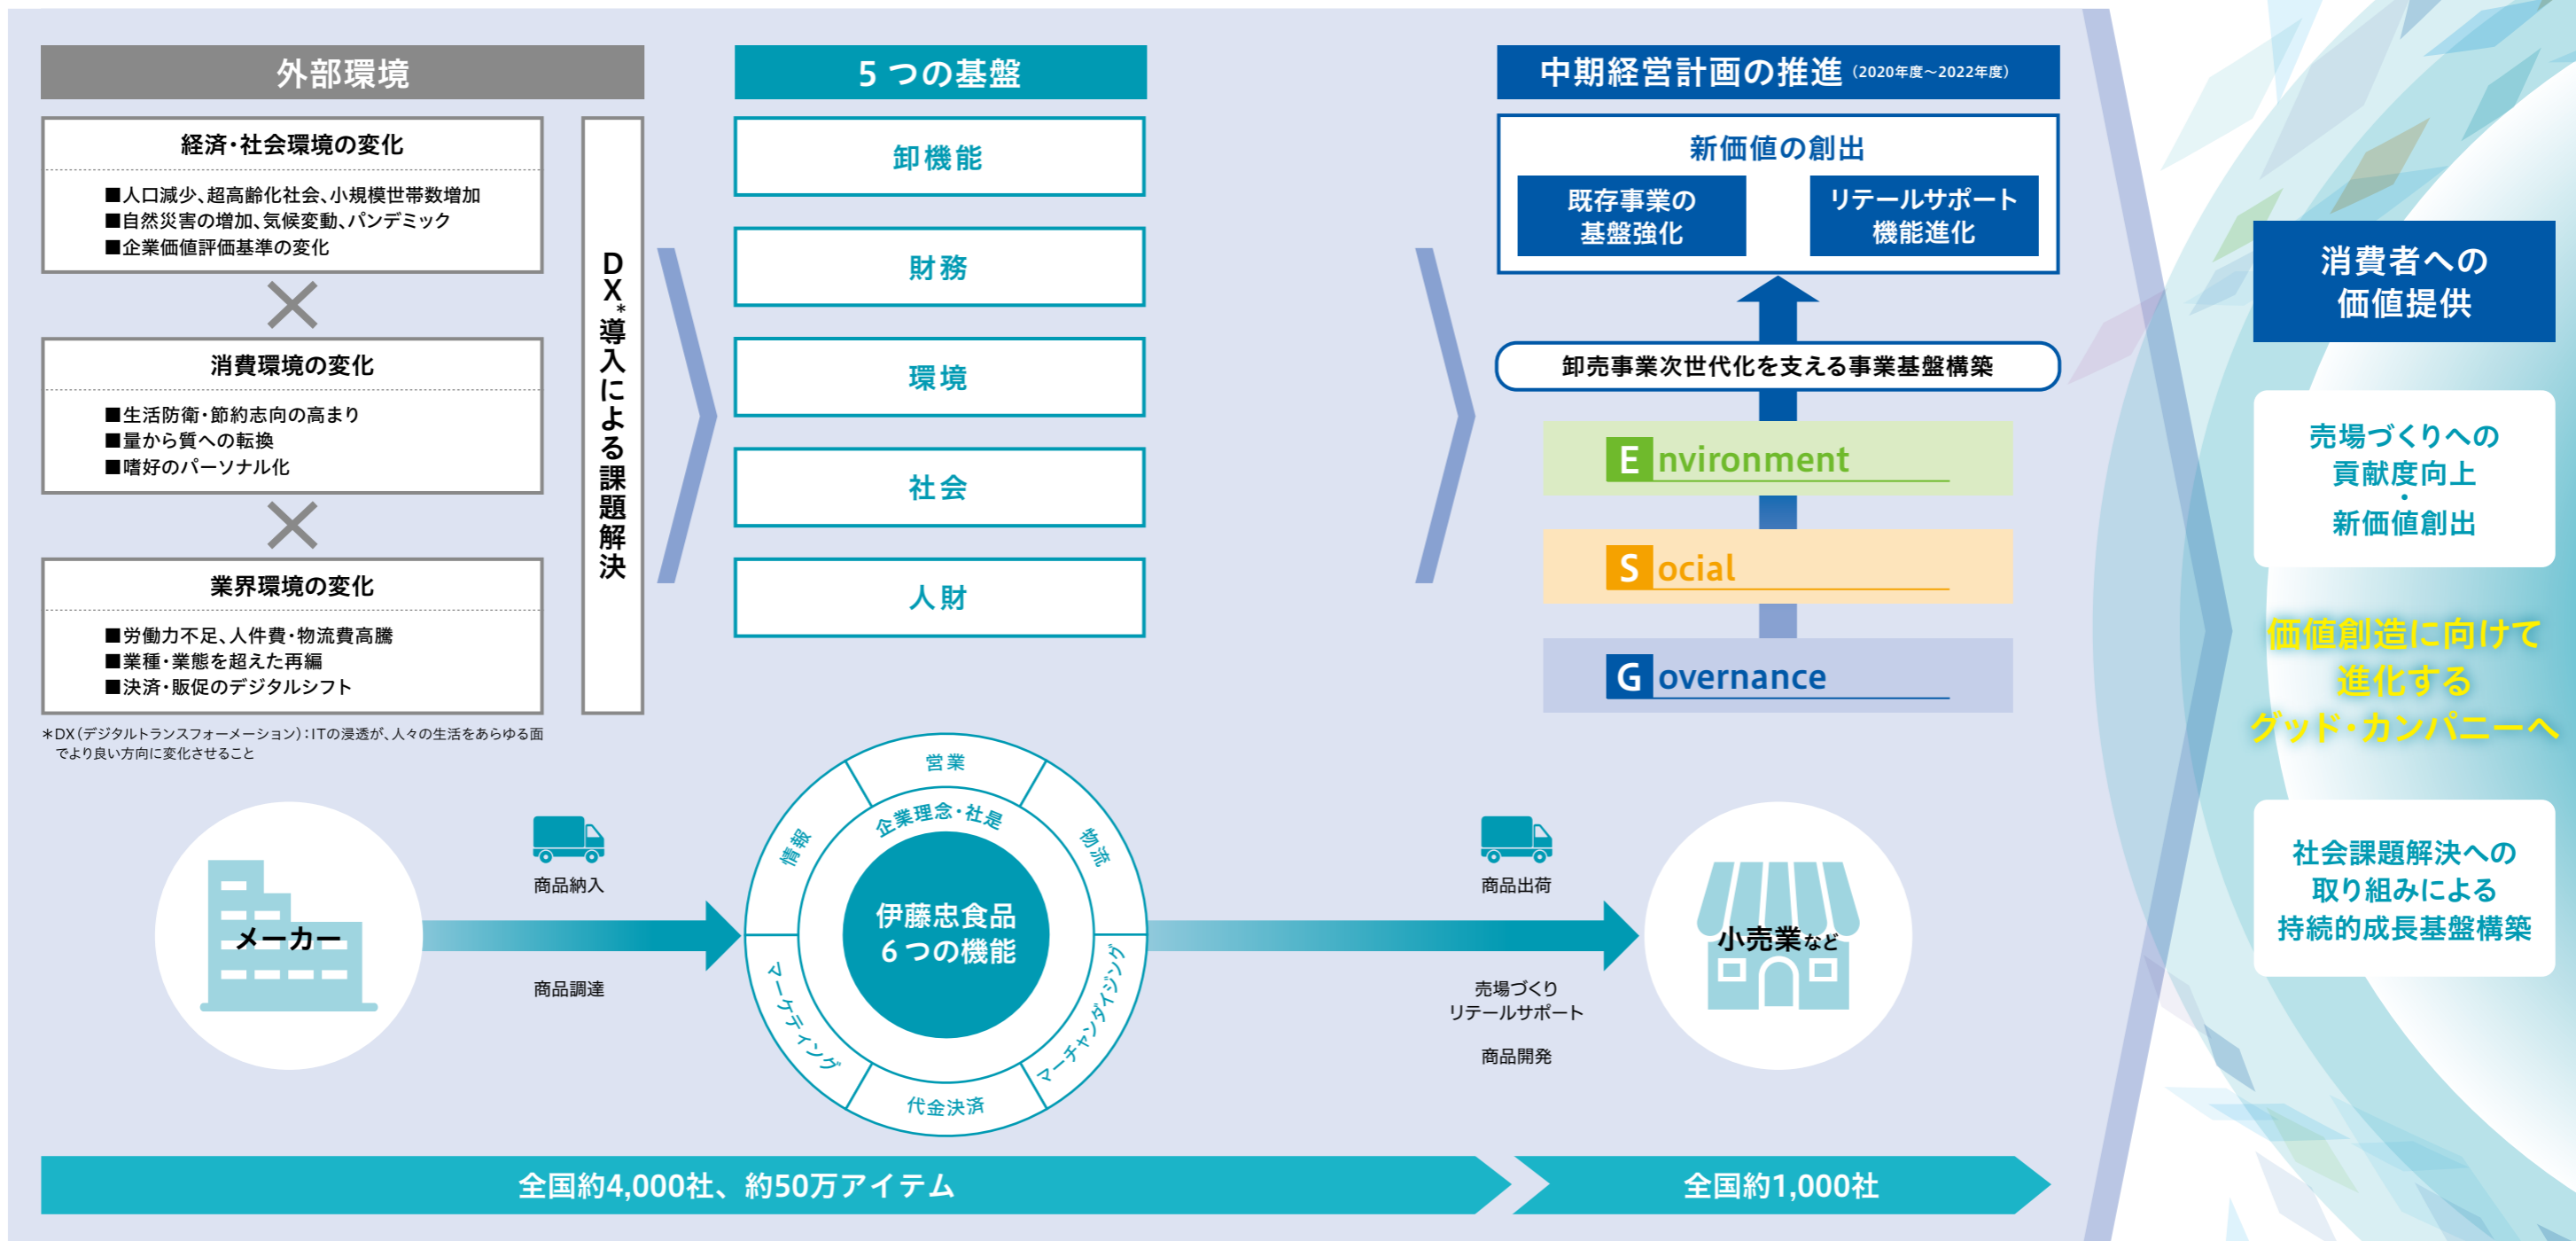 外部環境
経済・社会環境の変化
■人口減少、超高齢化社会、小規模世帯数増加
■自然災害の増加、気候変動、パンデミック
■企業価値評価基準の変化
消費環境の変化
■生活防衛・節約志向の高まり
■量から質への転換
■嗜好のパーソナル化
業界環境の変化
■労働力不足、人件費・物流費高騰
■業種・業態を超えた再編
■決済・販促のデジタルシフト
DX*導入による課題解決
＊DX（デジタルトランスフォーメーション）：ITの浸透が、人々の生活をあらゆる面
でより良い方向に変化させること
5つの基盤
卸機能
財務
環境
社会
人財
中期経営計画の推進（2020年度～2022年度）
新価値の創出
既存事業の
基盤強化
リテールサポート
機能進化
卸売事業次世代化を支える事業基盤構築
Environment
Social
Governance
メーカー
商品納入
商品調達
営業
物流
マーチャンダイジング
代金決済
マーケティング
情報
企業理念・社是
伊藤忠食品
6つの機能
商品出荷
売場づくり
リテールサポート
商品開発
小売業など
全国約4,000社、約50万アイテム
全国約1,000社
消費者への
価値提供
売場づくりへの
貢献度向上
・
新価値創出
価値創造に向けて
進化する
グッド・カンパニーへ
社会課題解決への
取り組みによる
持続的成長基盤構築